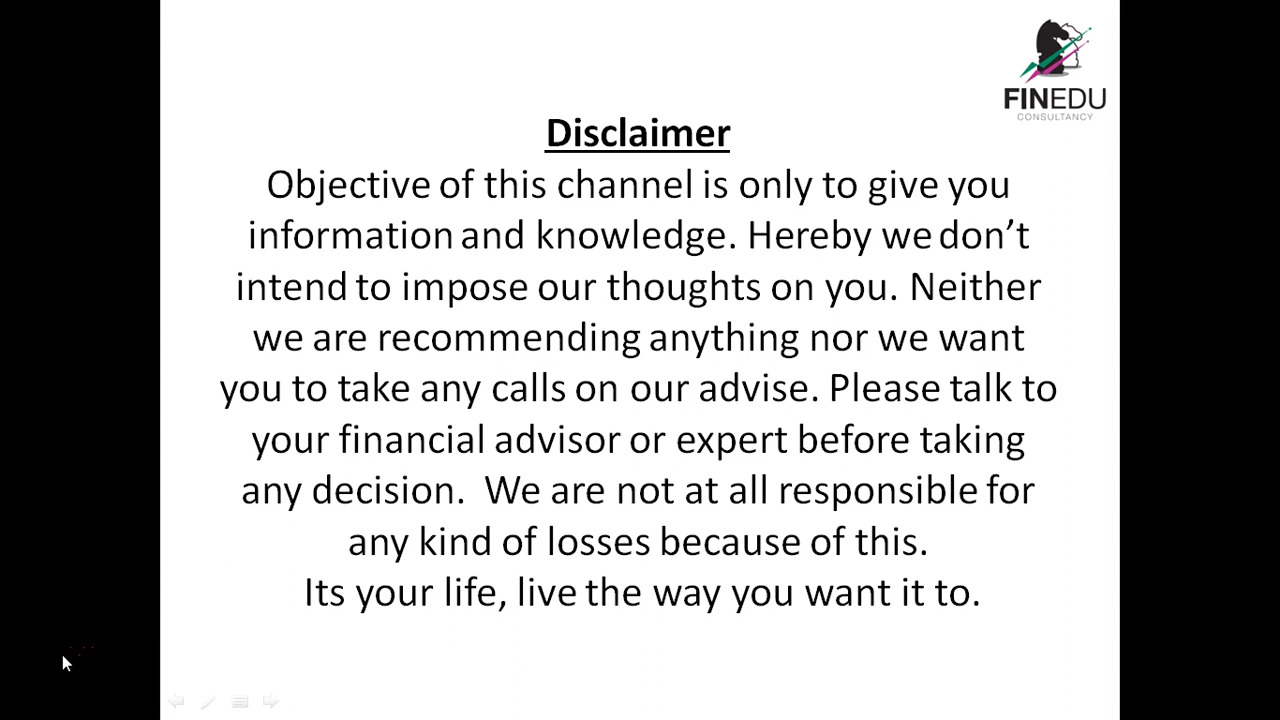 FINEDU
CONSULTANCY
Disclaimer
Objective of this channel is only to give you
information and knowledge. Hereby we don’t
intend to impose our thoughts on you. Neither
we are recommending anything nor we want
you to take any calls on our advise. Please talk to
your financial advisor or expert before taking
any decision.  We are not at all responsible for
any kind of losses because of this.
Its your life, live the way you want it to.